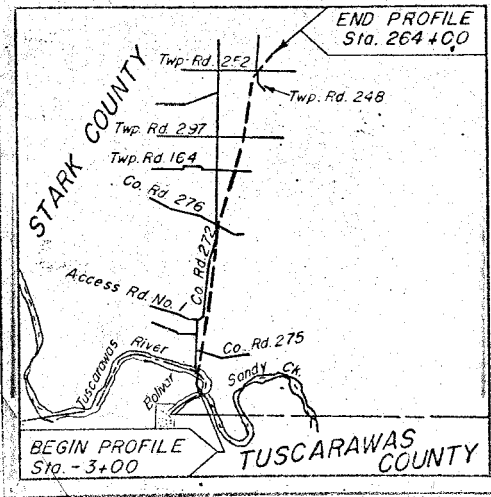 END PROFILE
Sta. 264+00
Twp. Rd. 252
Twp. Rd. 248
STARK COUNTY
Twp. Rd. 297
Twp. Rd. 164
Co. Rd. 276
Co. Rd. 272
Access Rd. No. 1
Co. Rd. 275
Tuscarawas River
Bolivar
Sandy Ck.
BEGIN PROFILE
Sta. -3+00
TUSCARAWAS
COUNTY